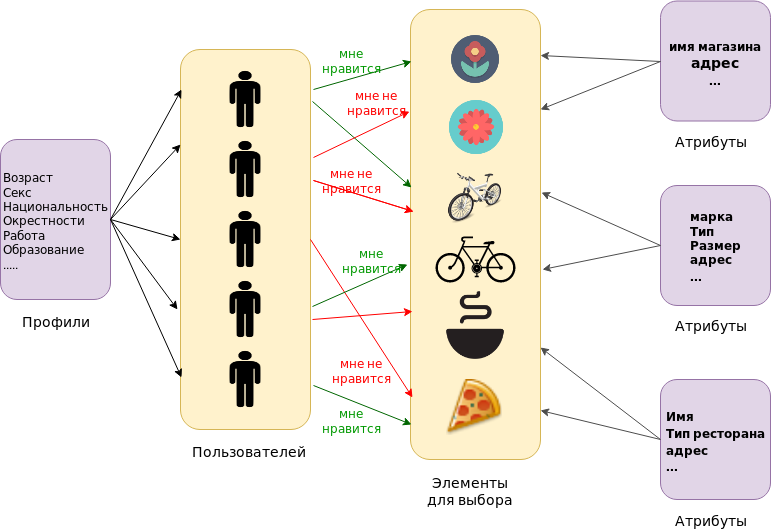 Возраст
Секс
Национальность
Окрестности
Работа
Образование
.....
Профили
Пользователей
мне
нравится
мне не
нравится
мне не
нравится
мне
нравится
мне не
нравится
мне
нравится
Элементы
для выбора
имя магазина
адрес
...
Атрибуты
марка
Тип
Размер
адрес
...
Атрибуты
Имя
Тип ресторана
адрес
...
Атрибуты